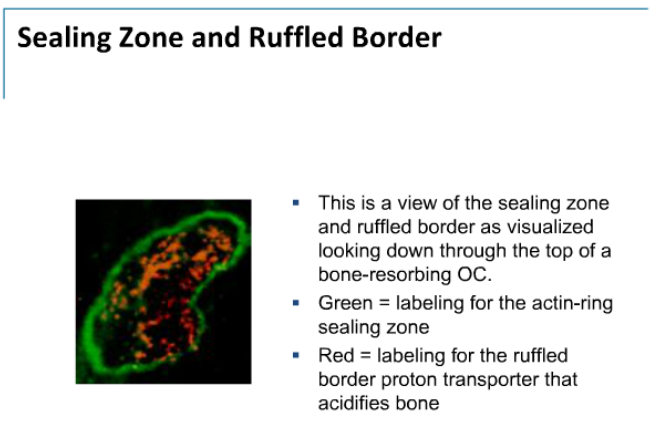 Sealing Zone and Ruffled Border
▪ This is a view of the sealing zone
and ruffled border as visualized
looking down through the top of a
bone-resorbing OC.
▪ Green = labeling for the actin-ring
sealing zone
▪ Red = labeling for the ruffled
border proton transporter that
acidifies bone